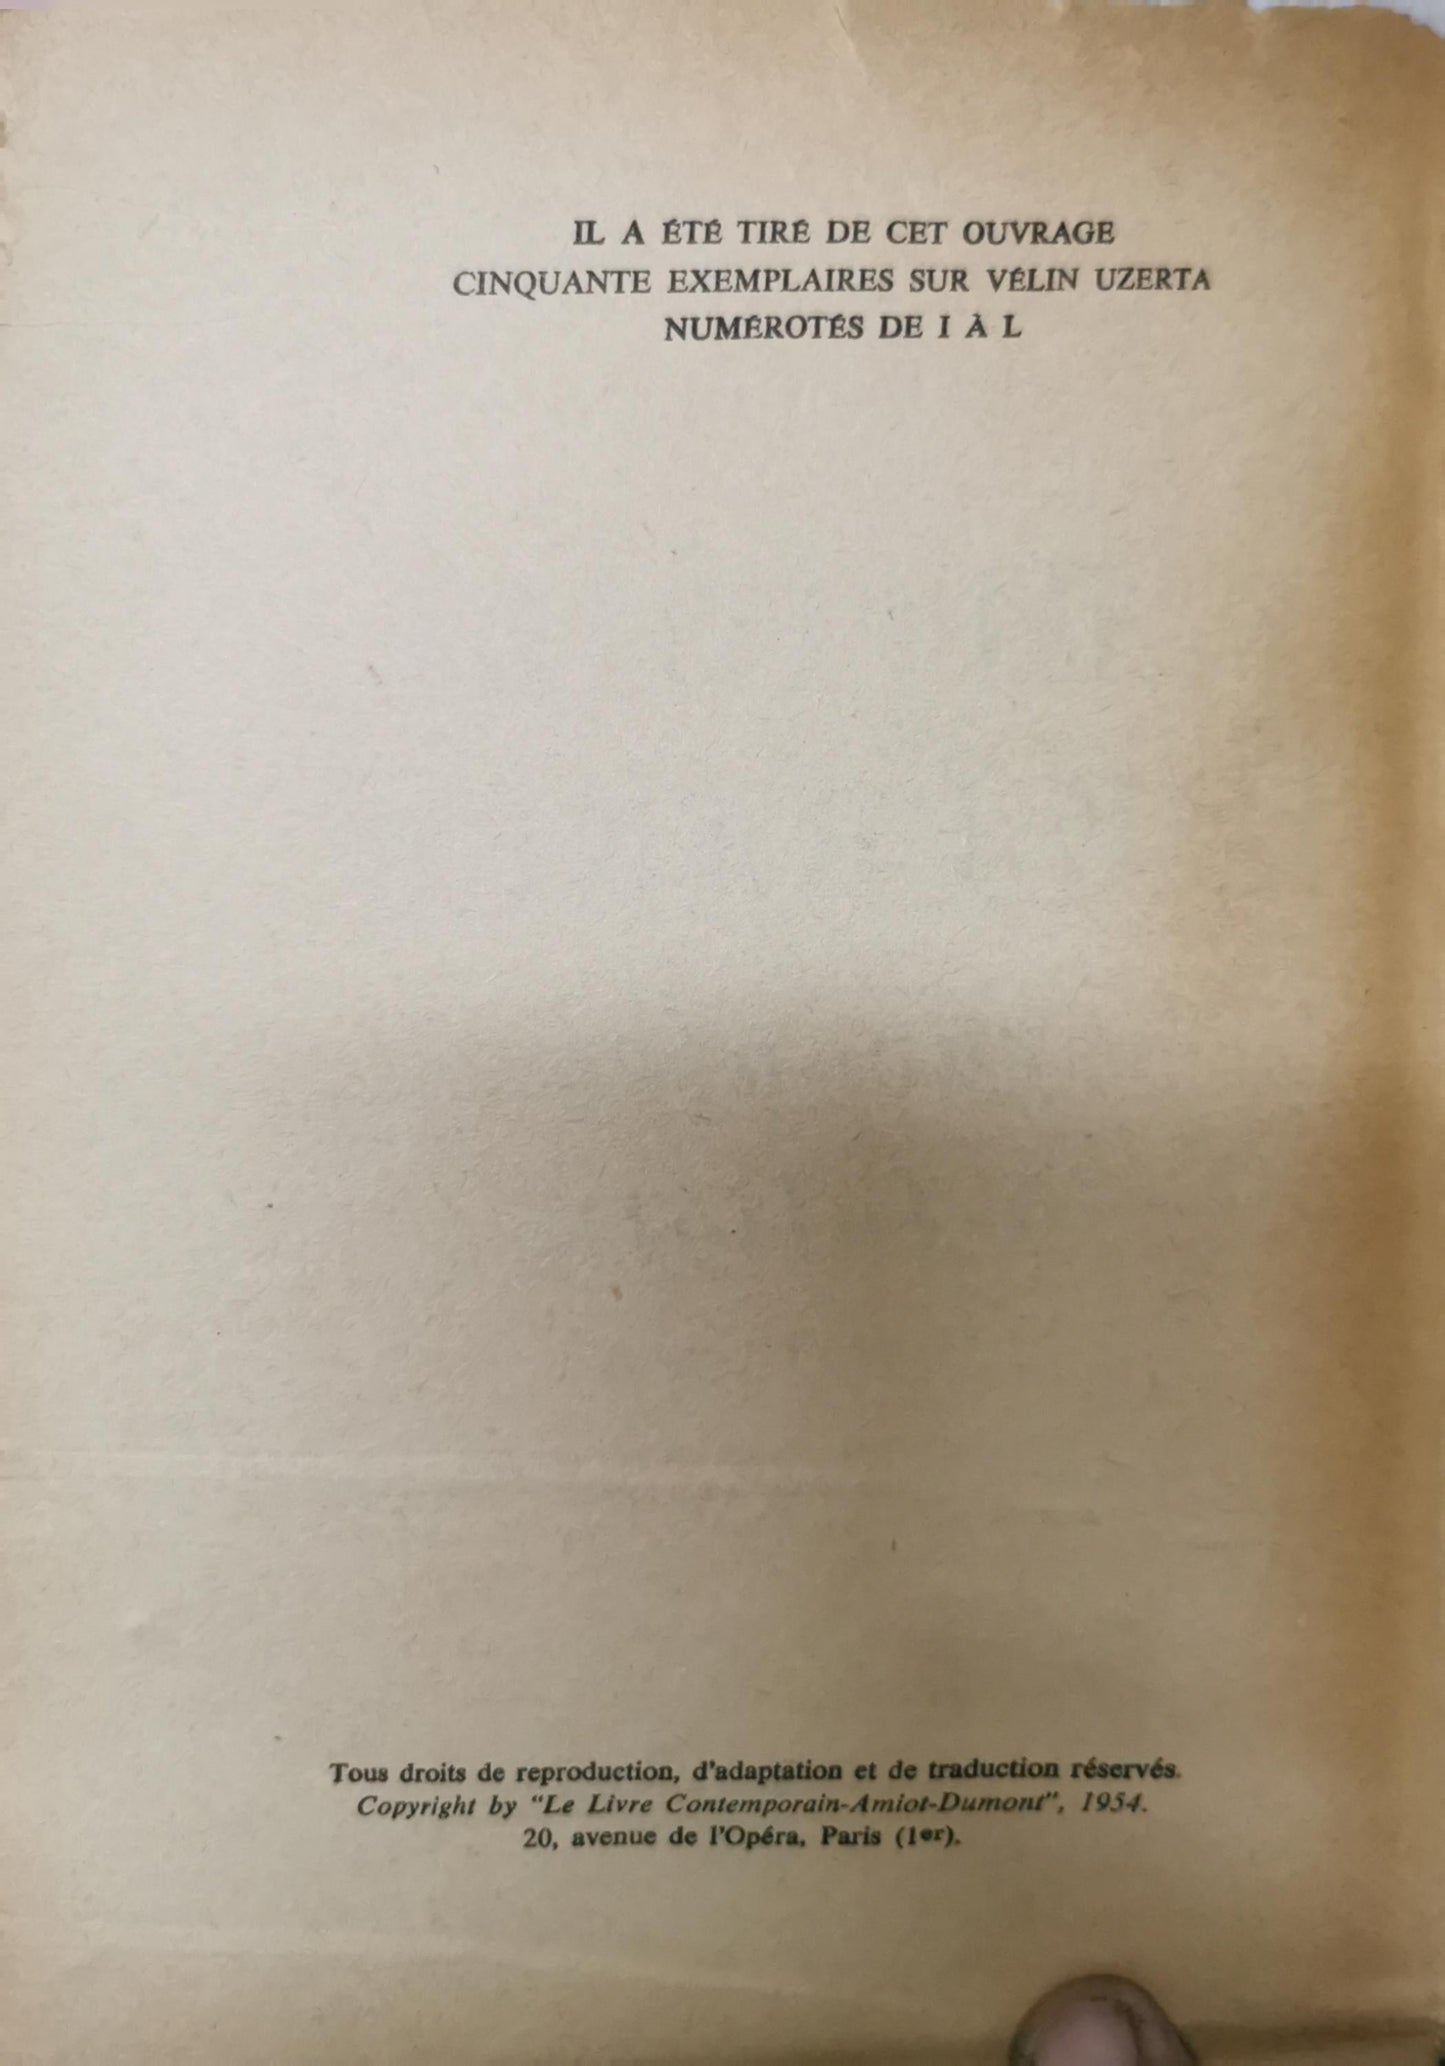 IL A ÉTÉ TIRÉ DE CET OUVRAGE
CINQUANTE EXEMPLAIRES SUR VÉLIN UZERTA
NUMÉROTÉS DE I À L
Tous droits de reproduction, d'adaptation et de traduction réservés.
Copyright by "Le Livre Contemporain-Amiot-Dumont", 1954.
20, avenue de l'Opéra, Paris (1er).